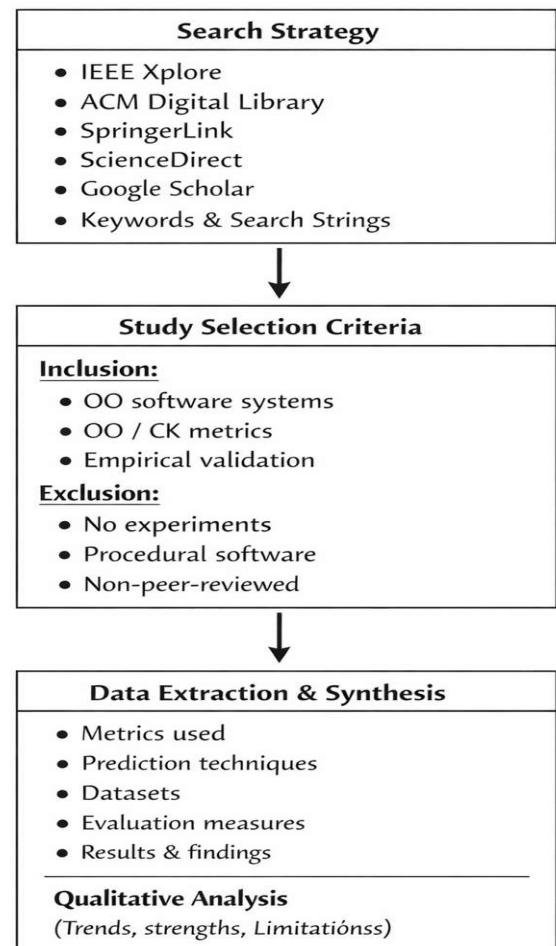 Search Strategy
• IEEE Xplore
• ACM Digital Library
• SpringerLink
• ScienceDirect
• Google Scholar
• Keywords & Search Strings
Study Selection Criteria
Inclusion:
• OO software systems
• OO / CK metrics
• Empirical validation
Exclusion:
• No experiments
• Procedural software
• Non-peer-reviewed
Data Extraction & Synthesis
• Metrics used
• Prediction techniques
• Datasets
• Evaluation measures
• Results & findings
Qualitative Analysis
(Trends, strengths, Limitatiónss)